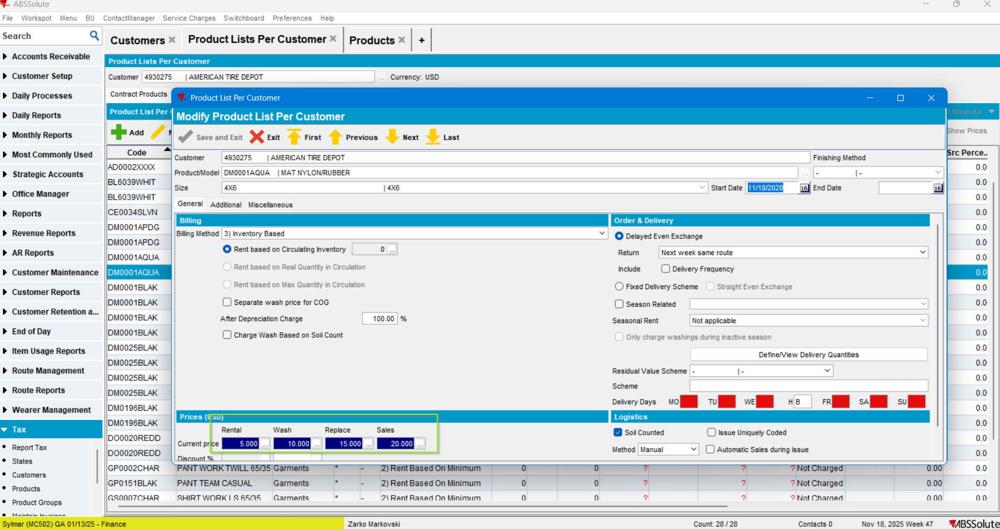 ABSSolute
File Workspot Menu BU ContactManager Service Charges Switchboard Preferences Help
Search
Customers Product Lists Per Customer Products +
Product Lists Per Customer
Customer 4930275 | AMERICAN TIRE DEPOT ... Currency: USD
Contract Products
Product List Per
View All
Add
Show Prices
Code
Src Perce..
AD0002XXXX 0.0
BL6039WHIT 0.0
BL6039WHIT 0.0
CE0034SLVN 0.0
DM0001APDG 0.0
DM0001APDG 0.0
DM0001AQUA 0.0
DM0001AQUA 0.0
DM0001BLAK 0.0
DM0001BLAK 0.0
DM0001BLAK 0.0
DM0001BLAK 0.0
DM0025BLAK 0.0
DM0025BLAK 0.0
DM0025BLAK 0.0
DM0025BLAK 0.0
DM0196BLAK 0.0
DM0196BLAK 0.0
DO0020REDD 0.0
DO0020REDD 0.0
GP0002CHAR PANT WORK TWILL 65/35 Garments * - 2) Rent Based On Minimum 0 0 ? ? ? Not Charged 0.00 0.0
GP0151BLAK PANT TEAM CASUAL Garments * - 2) Rent Based On Minimum 0 0 ? ? ? Not Charged 0.00 0.0
GS0007CHAR SHIRT WORK LS 65/35 Garments * - 2) Rent Based On Minimum 0 0 ? ? ? Not Charged 0.00 0.0
Accounts Receivable
Customer Setup
Daily Processes
Daily Reports
Monthly Reports
Most Commonly Used
Strategic Accounts
Office Manager
Reports
Revenue Reports
AR Reports
Customer Maintenance
Customer Reports
Customer Retention a...
End of Day
Item Usage Reports
Route Management
Route Reports
Wearer Management
Tax
Report Tax
States
Customers
Products
Product Groups
Maintain Invoices
Product List Per Customer
Modify Product List Per Customer
Save and Exit Exit First Previous Next Last
Customer 4930275 | AMERICAN TIRE DEPOT Finishing Method
Product/Model DM0001AQUA | MAT NYLON/RUBBER ... - | -
Size 4X6 | 4X6 Start Date 11/18/2020 16 End Date 16
General Additional Miscellaneous
Billing
Billing Method 3) Inventory Based
Rent based on Circulating Inventory 0 ...
Rent based on Real Quantity in Circulation
Rent based on Max Quantity in Circulation
Separate wash price for COG
After Depreciation Charge 100.00 %
Charge Wash Based on Soil Count
Order & Delivery
Delayed Even Exchange
Return Next week same route
Include Delivery Frequency
Fixed Delivery Scheme Straight Even Exchange
Season Related
Seasonal Rent Not applicable
Only charge washings during inactive season
Define/View Delivery Quantities
Residual Value Scheme - | -
Scheme
Delivery Days MO TU WE H B FR SA SU
Prices (USD)
Rental Wash Replace Sales
Current price 5.000 ... 10.000 ... 15.000 ... 20.000 ...
Discount %
Logistics
Soil Counted Issue Uniquely Coded
Method Manual Automatic Sales during Issue
Sylmar (MC502) QA 01/13/25 - Finance Zarko Markovski Count: 28 / 28 Contacts 0 Nov 18, 2025 Week 47 ABSSolute